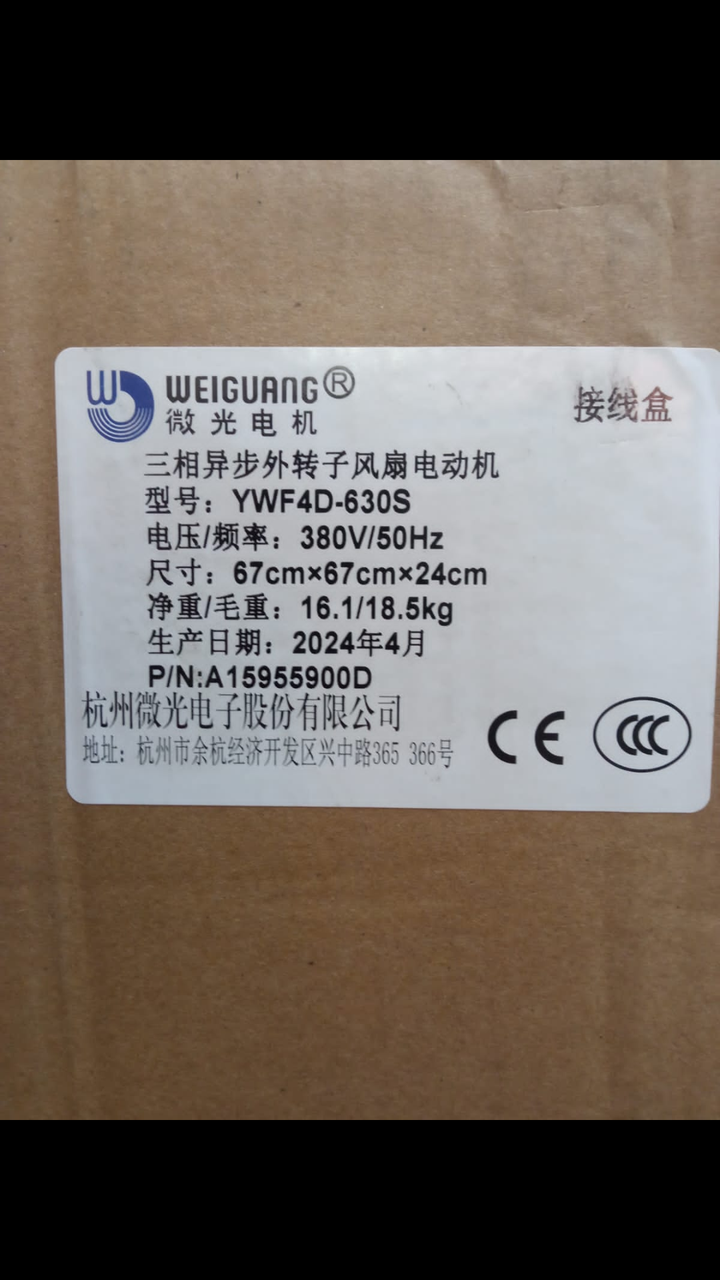 WEIGUANG®
微光电机
接线盒
三相异步外转子风扇电动机
型号：YWF4D-630S
电压/频率：380V/50Hz
尺寸：67cm×67cm×24cm
净重/毛重：16.1/18.5kg
生产日期：2024年4月
P/N:A15955900D
杭州微光电子股份有限公司
地址：杭州市余杭经济开发区兴中路365 366号
CE
CCC